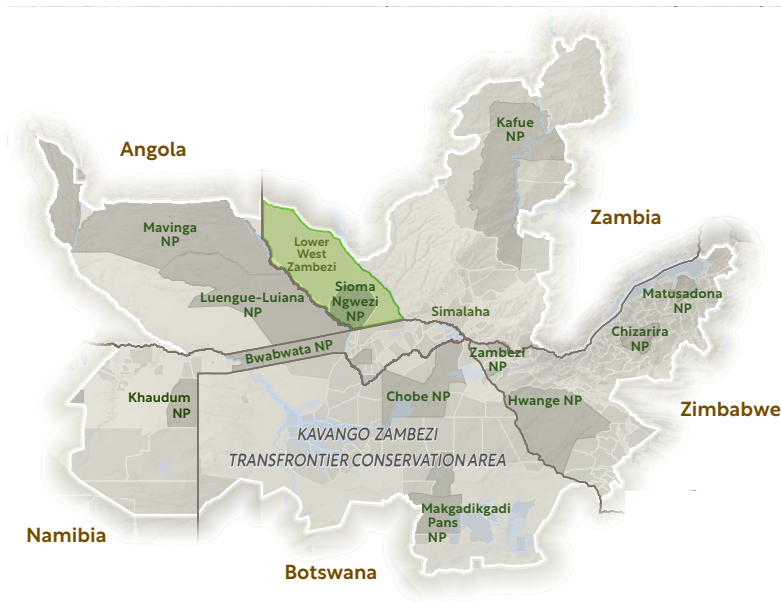 Angola
Kafue
NP
Zambia
Mavinga
NP
Lower
West
Zambezi
Luengue-Luiana
NP
Sioma
Ngwezi
NP
Simalaha
Matusadona
NP
Chizarira
NP
Bwabwata NP
Zambezi
NP
Khaudum
NP
Chobe NP
Hwange NP
Zimbabwe
KAVANGO ZAMBEZI
TRANSFRONTIER CONSERVATION AREA
Makgadikgadi
Pans
NP
Namibia
Botswana